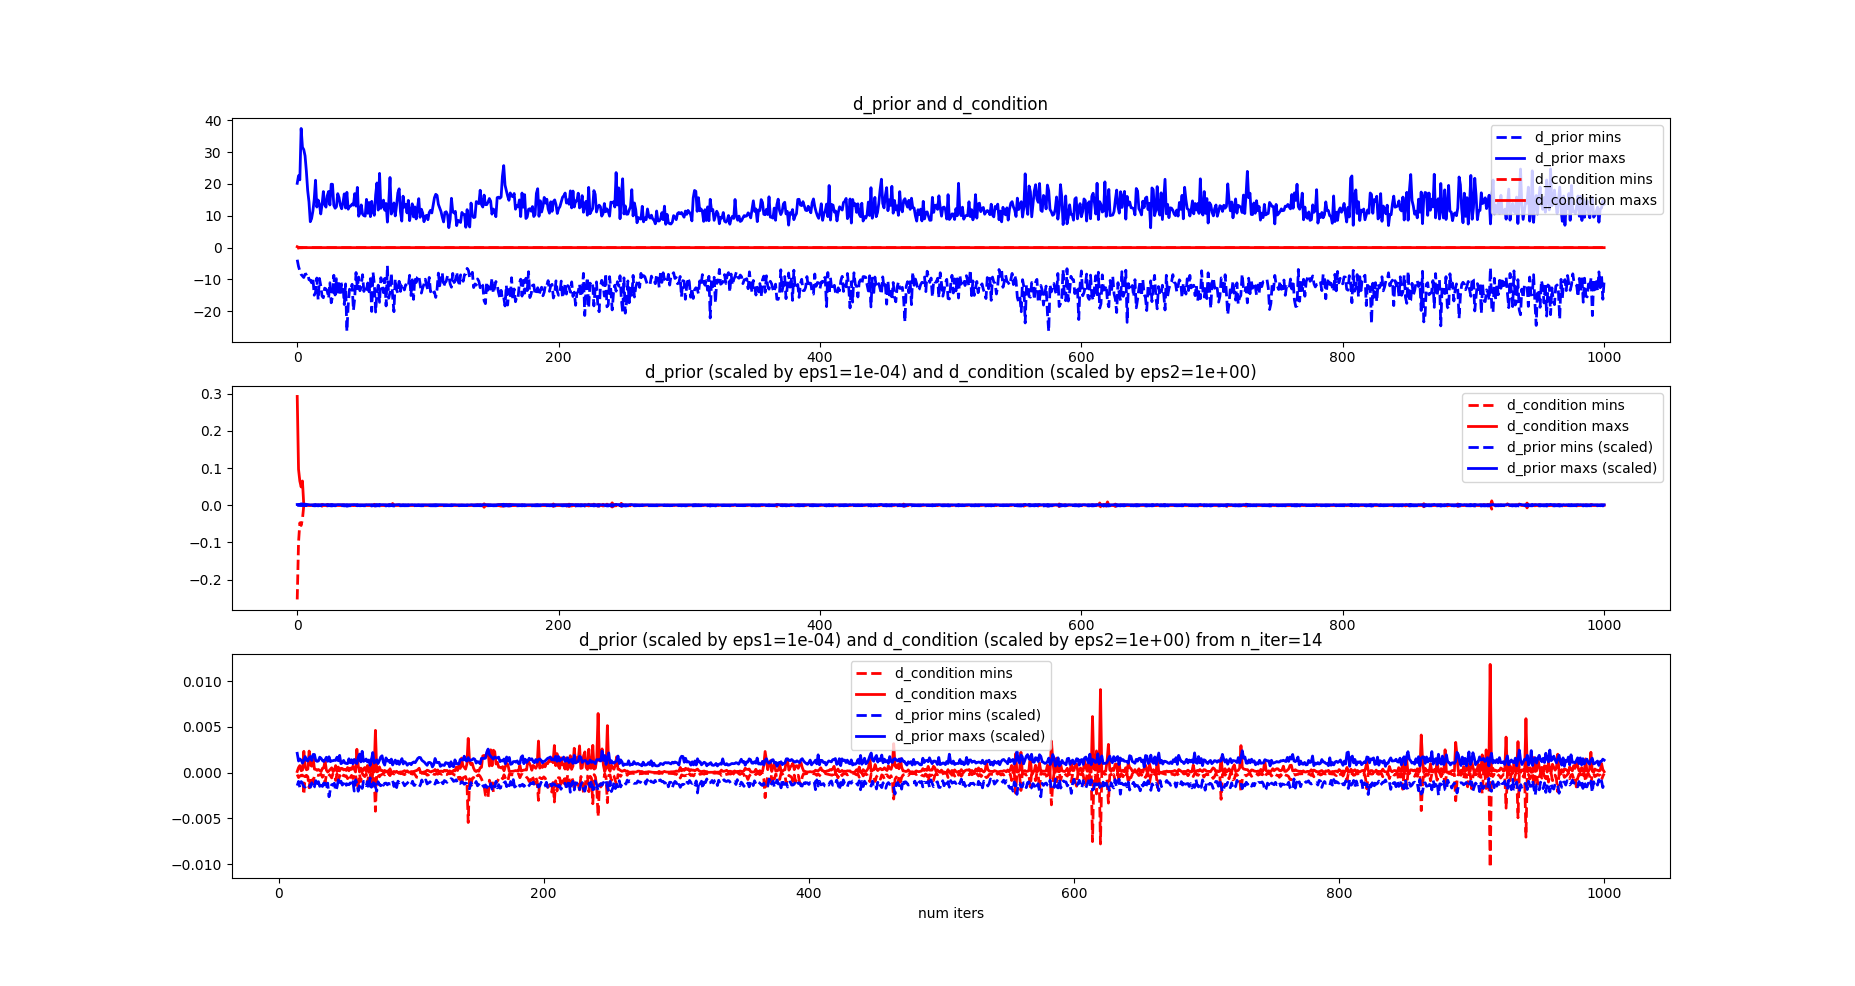 d_prior and d_condition
40
30
20
10
0
−10
−20
d_prior mins
d_prior maxs
d_condition mins
d_condition maxs
0 200 400 600 800 1000
d_prior (scaled by eps1=1e-04) and d_condition (scaled by eps2=1e+00)
0.3
0.2
0.1
0.0
−0.1
−0.2
d_condition mins
d_condition maxs
d_prior mins (scaled)
d_prior maxs (scaled)
0 200 400 600 800 1000
d_prior (scaled by eps1=1e-04) and d_condition (scaled by eps2=1e+00) from n_iter=14
0.010
0.005
0.000
−0.005
−0.010
d_condition mins
d_condition maxs
d_prior mins (scaled)
d_prior maxs (scaled)
0 200 400 600 800 1000
num iters